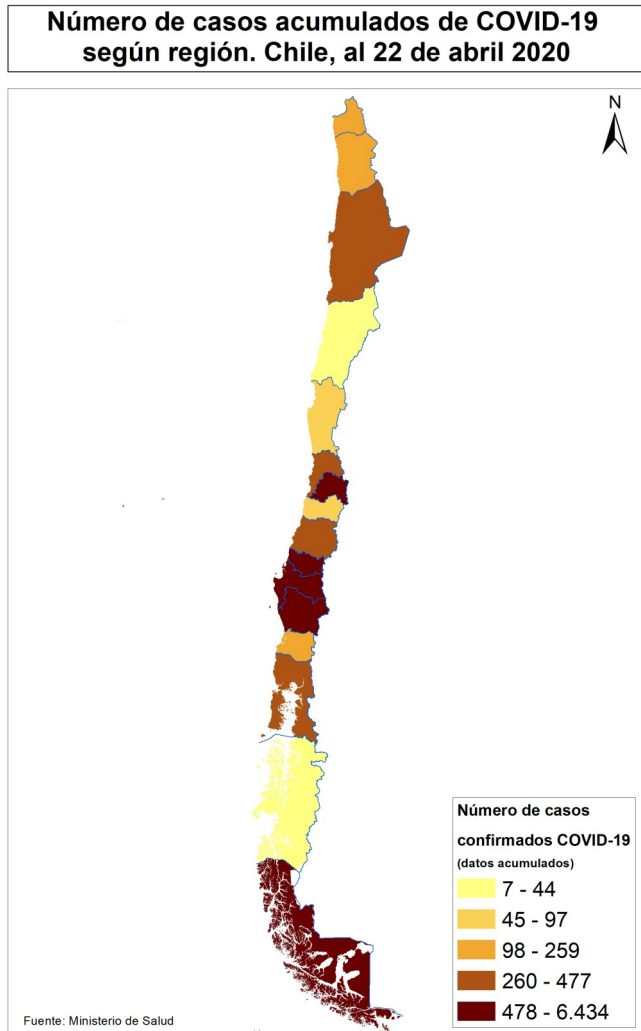 Número de casos acumulados de COVID-19
según región. Chile, al 22 de abril 2020
N
Número de casos
confirmados COVID-19
(datos acumulados)
7 - 44
45 - 97
98 - 259
260 - 477
478 - 6.434
Fuente: Ministerio de Salud